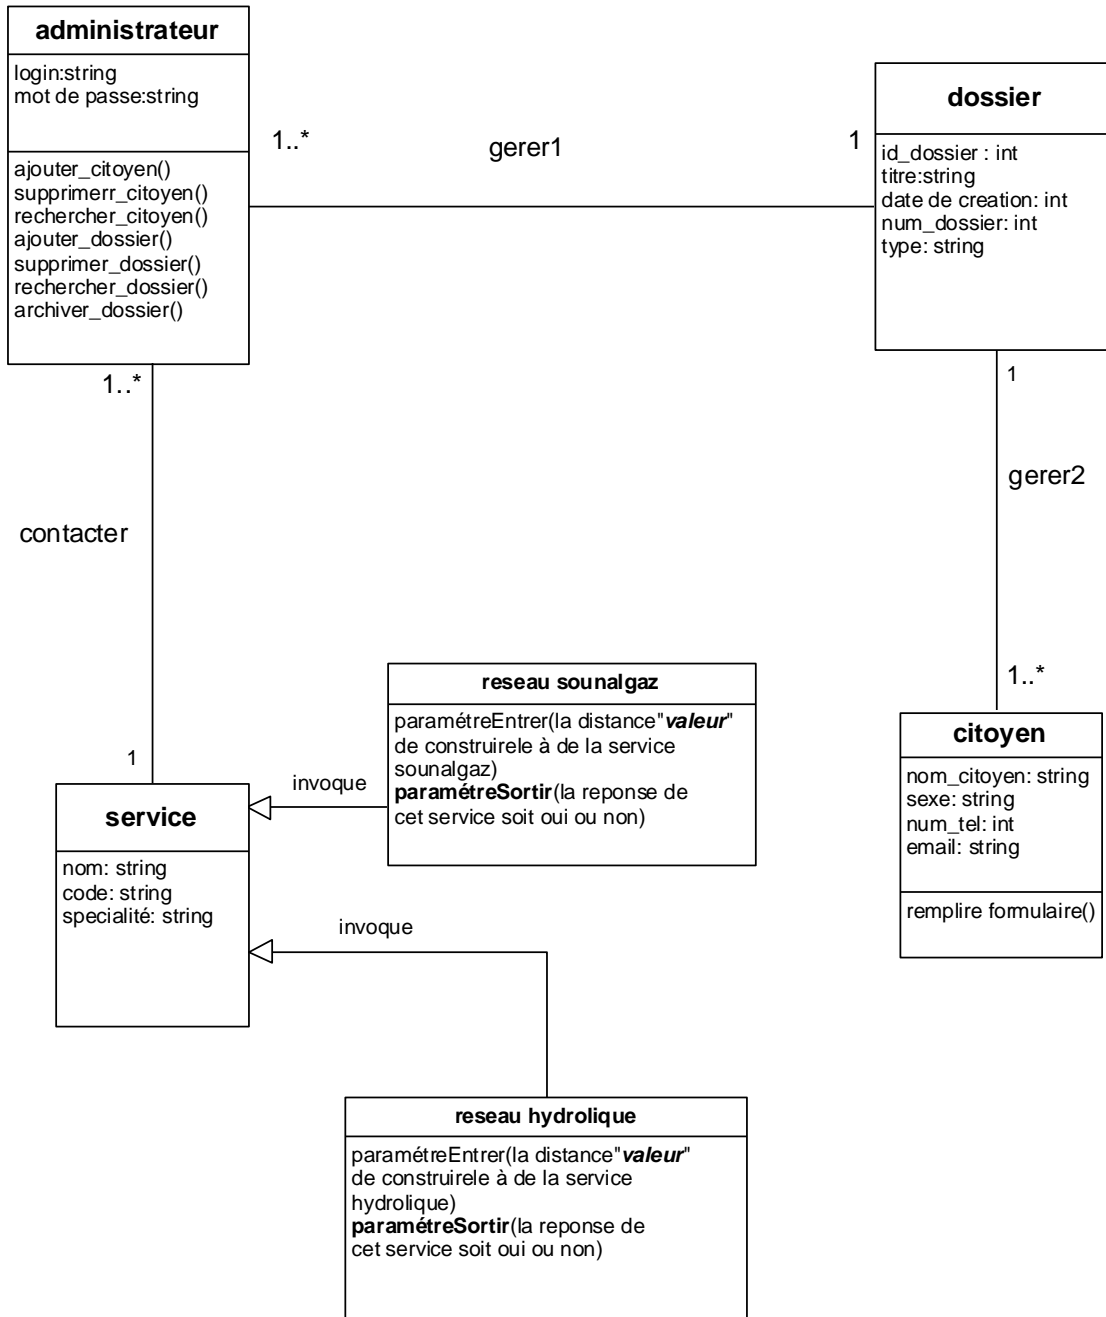 administrateur
login:string
mot de passe:string
ajouter_citoyen()
supprimerr_citoyen()
rechercher_citoyen()
ajouter_dossier()
supprimer_dossier()
rechercher_dossier()
archiver_dossier()
1..*
gerer1
1
dossier
id_dossier : int
titre:string
date de creation: int
num_dossier: int
type: string
1..*
contacter
1
1
gerer2
1..*
reseau sounalgaz
paramétreEntrer(la distance"valeur"
de construirele à de la service
sounalgaz)
paramétreSortir(la reponse de
cet service soit oui ou non)
invoque
service
nom: string
code: string
specialité: string
citoyen
nom_citoyen: string
sexe: string
num_tel: int
email: string
remplire formulaire()
invoque
reseau hydrolique
paramétreEntrer(la distance"valeur"
de construirele à de la service
hydrolique)
paramétreSortir(la reponse de
cet service soit oui ou non)